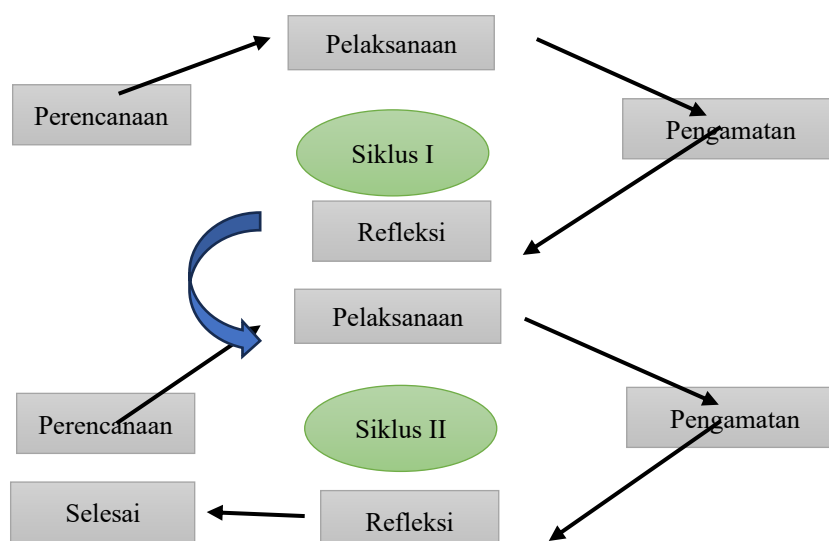 Pelaksanaan
Perencanaan
Pengamatan
Siklus I
Refleksi
Pelaksanaan
Perencanaan
Siklus II
Pengamatan
Selesai
Refleksi